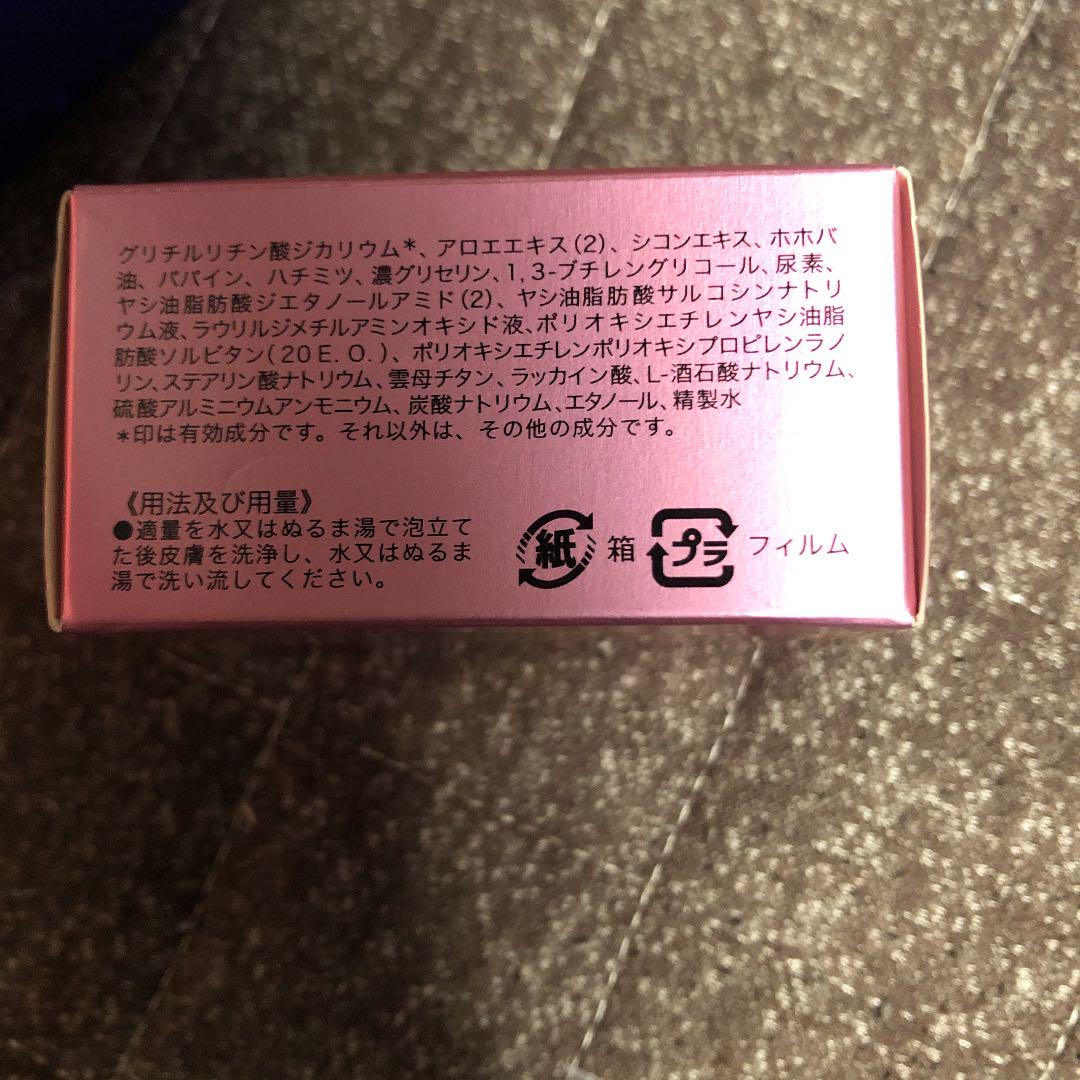 グリチルリチン酸ジカリウム＊、アロエエキス(2)、シコンエキス、ホホバ
油、パパイン、ハチミツ、濃グリセリン、1,3-ブチレングリコール、尿素、
ヤシ油脂肪酸ジエタノールアミド(2)、ヤシ油脂肪酸サルコシンナトリ
ウム液、ラウリルジメチルアミンオキシド液、ポリオキシエチレンヤシ油脂
肪酸ソルビタン(20E.O.)、ポリオキシエチレンポリオキシプロピレンラノ
リン、ステアリン酸ナトリウム、雲母チタン、ラッカイン酸、L-酒石酸ナトリウム、
硫酸アルミニウムアンモニウム、炭酸ナトリウム、エタノール、精製水
＊印は有効成分です。それ以外は、その他の成分です。
《用法及び用量》
●適量を水又はぬるま湯で泡立て
た後皮膚を洗浄し、水又はぬるま
湯で洗い流してください。
紙 箱 プラ フィルム